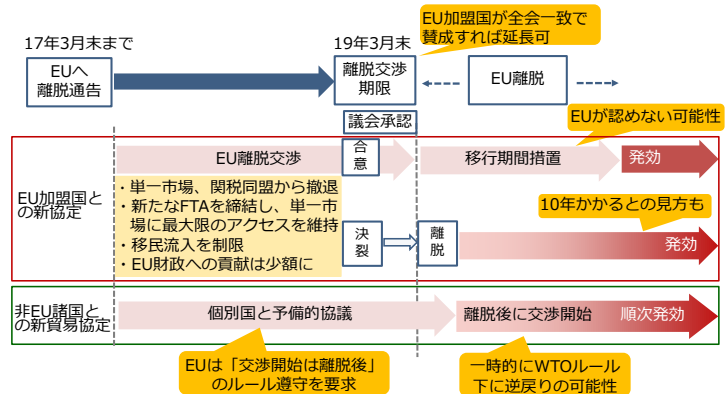 EU加盟国が全会一致で
賛成すれば延長可
17年3月末まで
19年3月末
EUへ
離脱通告
離脱交渉
期限
EU離脱
議会承認
EUが認めない可能性
EU加盟国と
の新協定
EU離脱交渉
合
意
移行期間措置
発効
・単一市場、関税同盟から撤退
・新たなFTAを締結し、単一市
場に最大限のアクセスを維持
・移民流入を制限
・EU財政への貢献は少額に
決
裂
離
脱
10年かかるとの見方も
発効
非EU諸国と
の新貿易協定
個別国と予備的協議
離脱後に交渉開始
順次発効
EUは「交渉開始は離脱後」
のルール遵守を要求
一時的にWTOルール
下に逆戻りの可能性